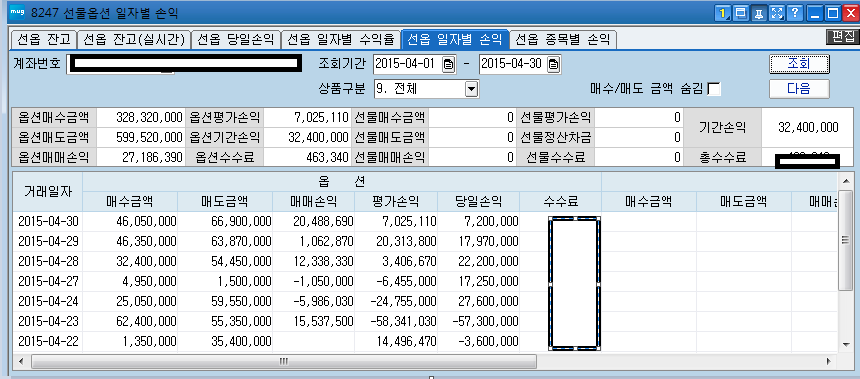 mug 8247 선물옵션 일자별 손익
선옵 잔고 선옵 잔고(실시간) 선옵 당일손익 선옵 일자별 수익율 선옵 일자별 손익 선옵 종목별 손익 편집
계좌번호 조회기간 2015-04-01 - 2015-04-30 조회
상품구분 9. 전체 매수/매도 금액 숨김 다음
옵션매수금액 328,320,000 옵션평가손익 7,025,110 선물매수금액 0 선물평가손익 0 기간손익 32,400,000
옵션매도금액 599,520,000 옵션기간손익 32,400,000 선물매도금액 0 선물정산차금 0
옵션매매손익 27,186,390 옵션수수료 463,340 선물매매손익 0 선물수수료 0 총수수료
거래일자 옵 션
매수금액 매도금액 매매손익 평가손익 당일손익 수수료 매수금액 매도금액
2015-04-30 46,050,000 66,900,000 20,488,690 7,025,110 7,200,000
2015-04-29 46,350,000 63,870,000 1,062,870 20,313,800 17,970,000
2015-04-28 32,400,000 54,450,000 12,338,330 3,406,670 22,200,000
2015-04-27 4,950,000 1,500,000 -1,050,000 -6,455,000 17,250,000
2015-04-24 25,050,000 59,550,000 -5,986,030 -24,755,000 27,600,000
2015-04-23 62,400,000 55,350,000 15,537,500 -58,341,030 -57,300,000
2015-04-22 1,350,000 35,400,000 14,496,470 -3,600,000